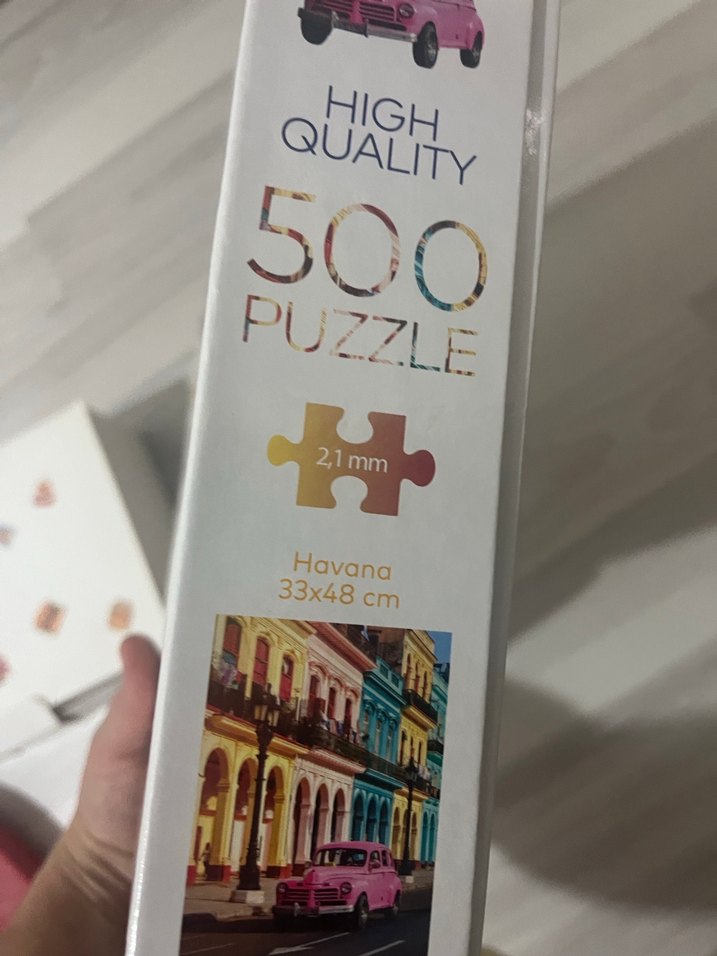 HIGH
QUALITY
500
PUZZLE
2,1 mm
Havana
33x48 cm